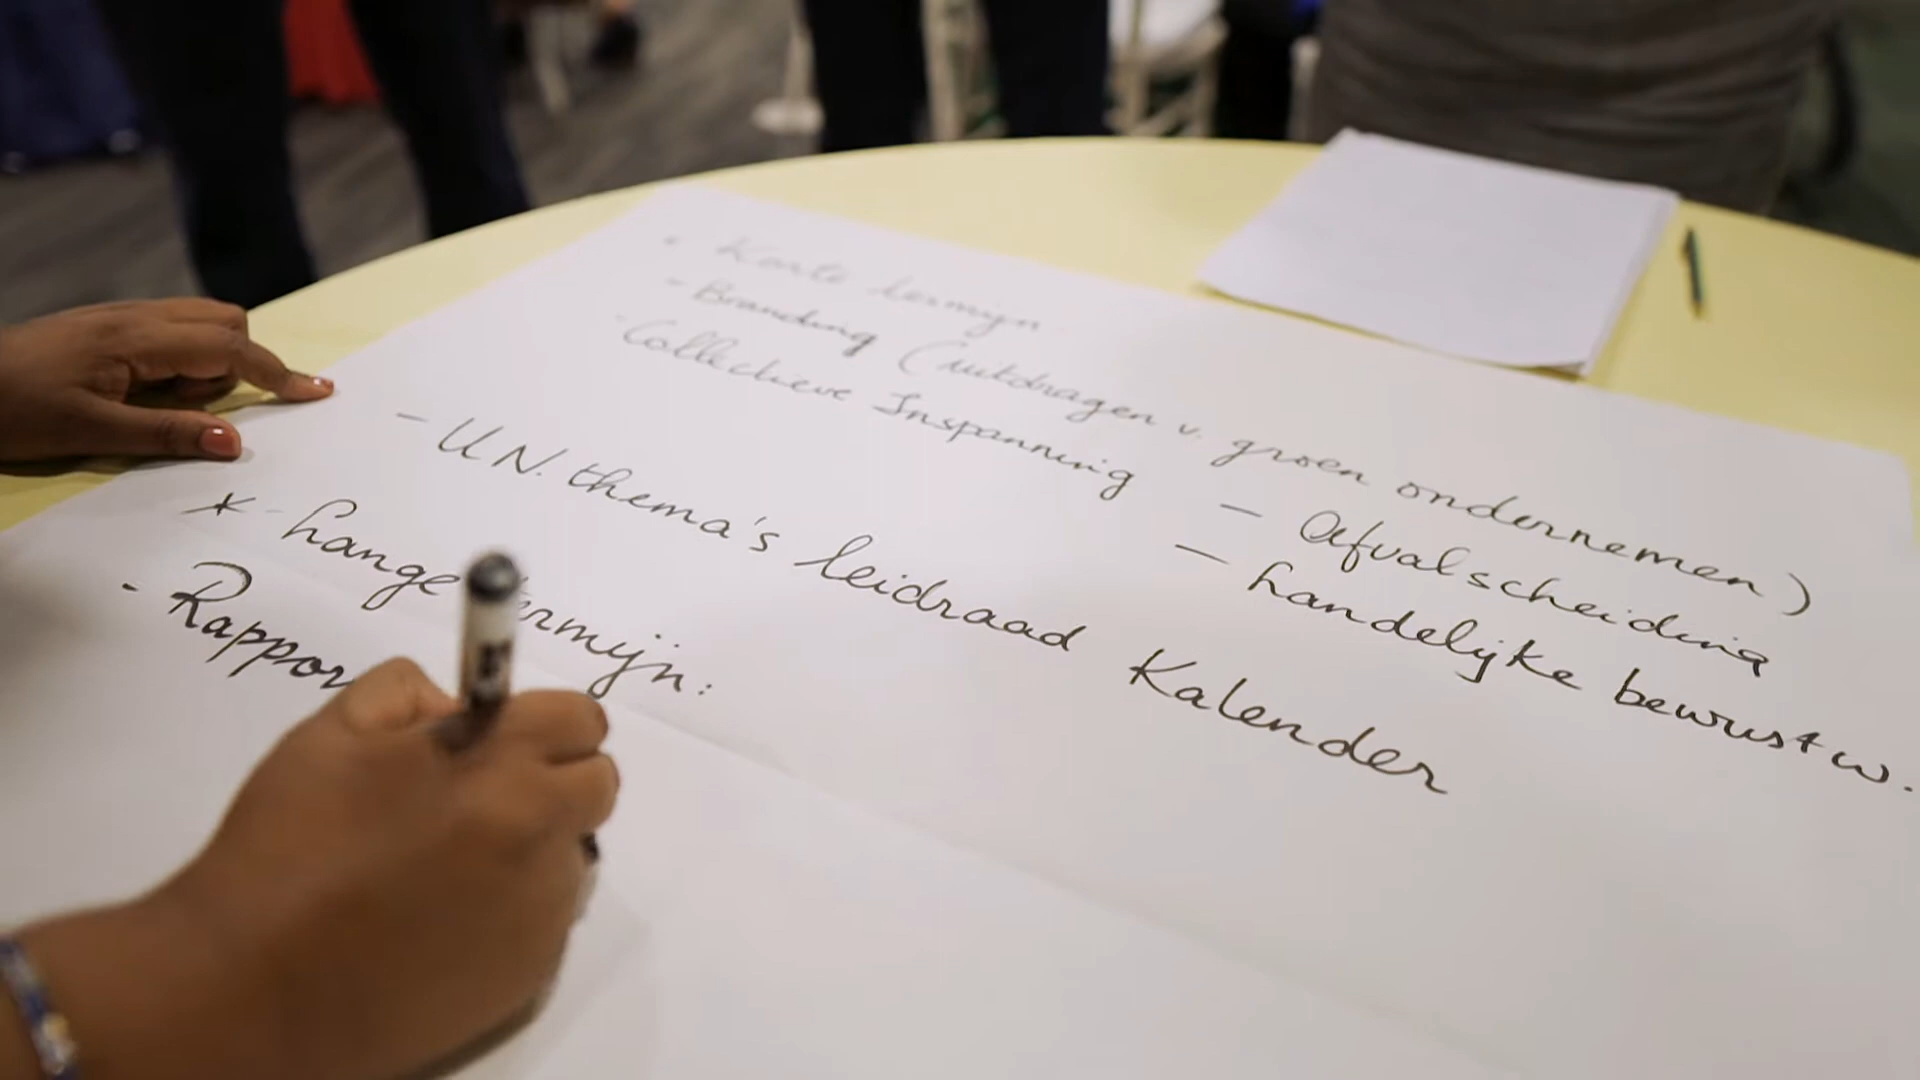 * Korte termijn
- Branding (uitdragen v. groen ondernemen)
- Collectieve Inspanning
- Afvalscheiding
- Landelijke bewustw.
- U.N. thema's leidraad Kalender
* Lange termijn:
- Rappor